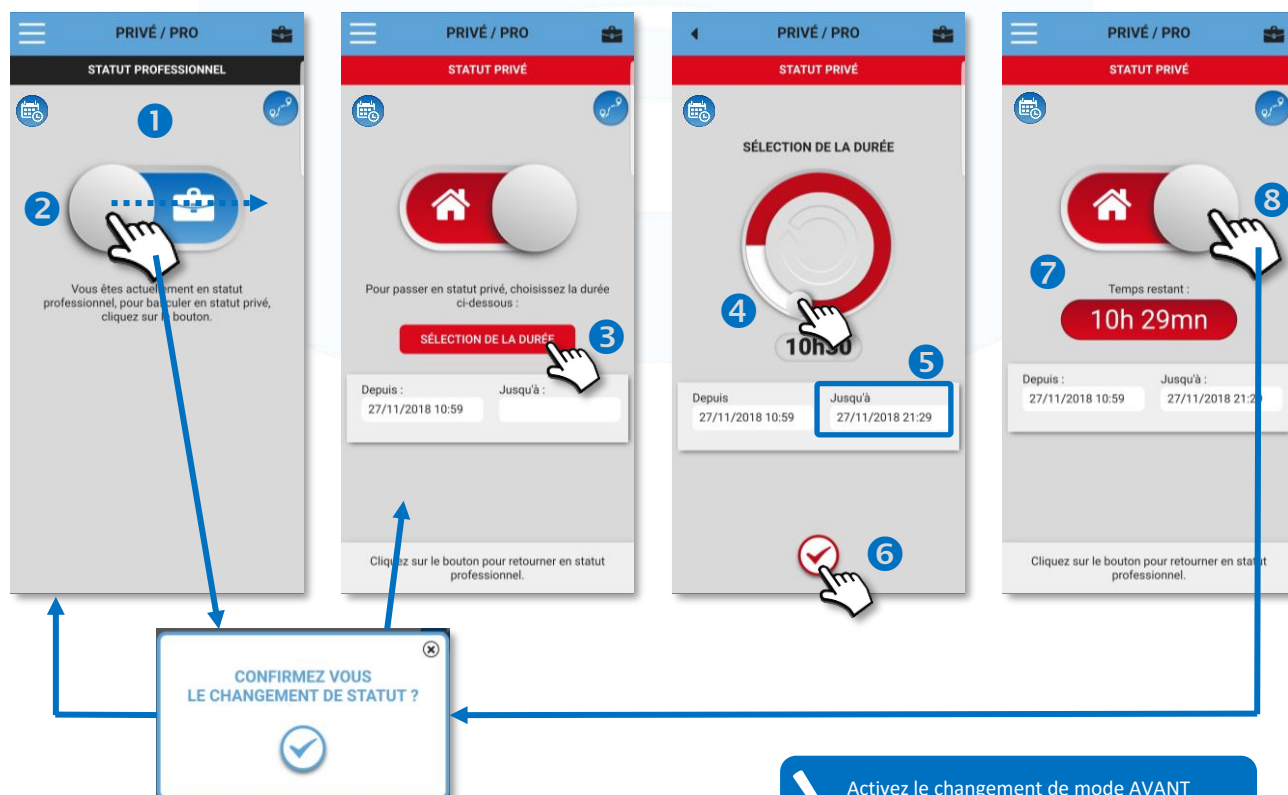 PRIVÉ / PRO
STATUT PROFESSIONNEL
1
2
Vous êtes actuellement en statut
professionnel, pour basculer en statut privé,
cliquez sur le bouton.
PRIVÉ / PRO
STATUT PRIVÉ
Pour passer en statut privé, choisissez la durée
ci-dessous :
SÉLECTION DE LA DURÉE
3
Depuis :
Jusqu'à :
27/11/2018 10:59
Cliquez sur le bouton pour retourner en statut
professionnel.
PRIVÉ / PRO
STATUT PRIVÉ
SÉLECTION DE LA DURÉE
4
10h30
5
Depuis
Jusqu'à
27/11/2018 10:59
27/11/2018 21:29
6
PRIVÉ / PRO
STATUT PRIVÉ
8
7
Temps restant :
10h 29mn
Depuis :
Jusqu'à :
27/11/2018 10:59
27/11/2018 21:29
Cliquez sur le bouton pour retourner en statut
professionnel.
CONFIRMEZ VOUS
LE CHANGEMENT DE STATUT ?
Activez le changement de mode AVANT